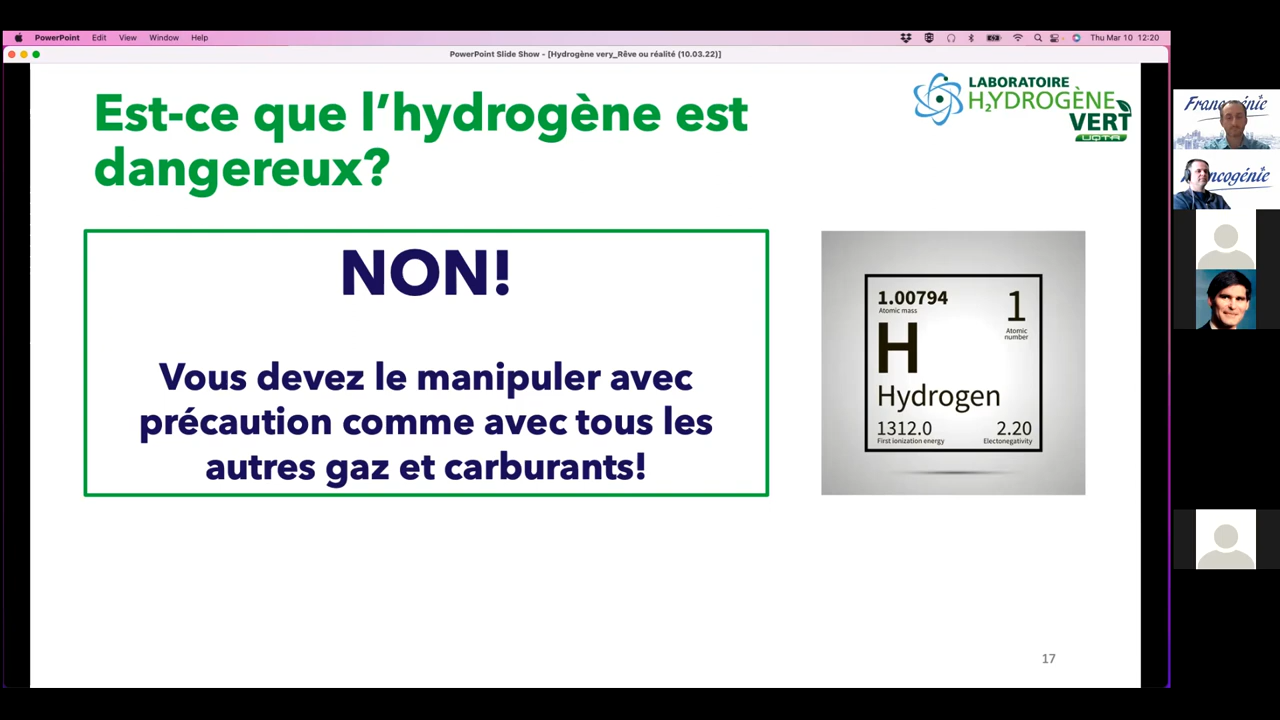 PowerPoint Edit View Window Help
Thu Mar 10 12:20
PowerPoint Slide Show - [Hydrogène very_Rêve ou réalité (10.03.22)]
Est-ce que l’hydrogène est
dangereux?
LABORATOIRE
H2YDROGÈNE
VERT
UQTR
NON!
Vous devez le manipuler avec
précaution comme avec tous les
autres gaz et carburants!
1.00794
Atomic mass
1
Atomic
number
H
Hydrogen
1312.0
First ionization energy
2.20
Electonegativity
17